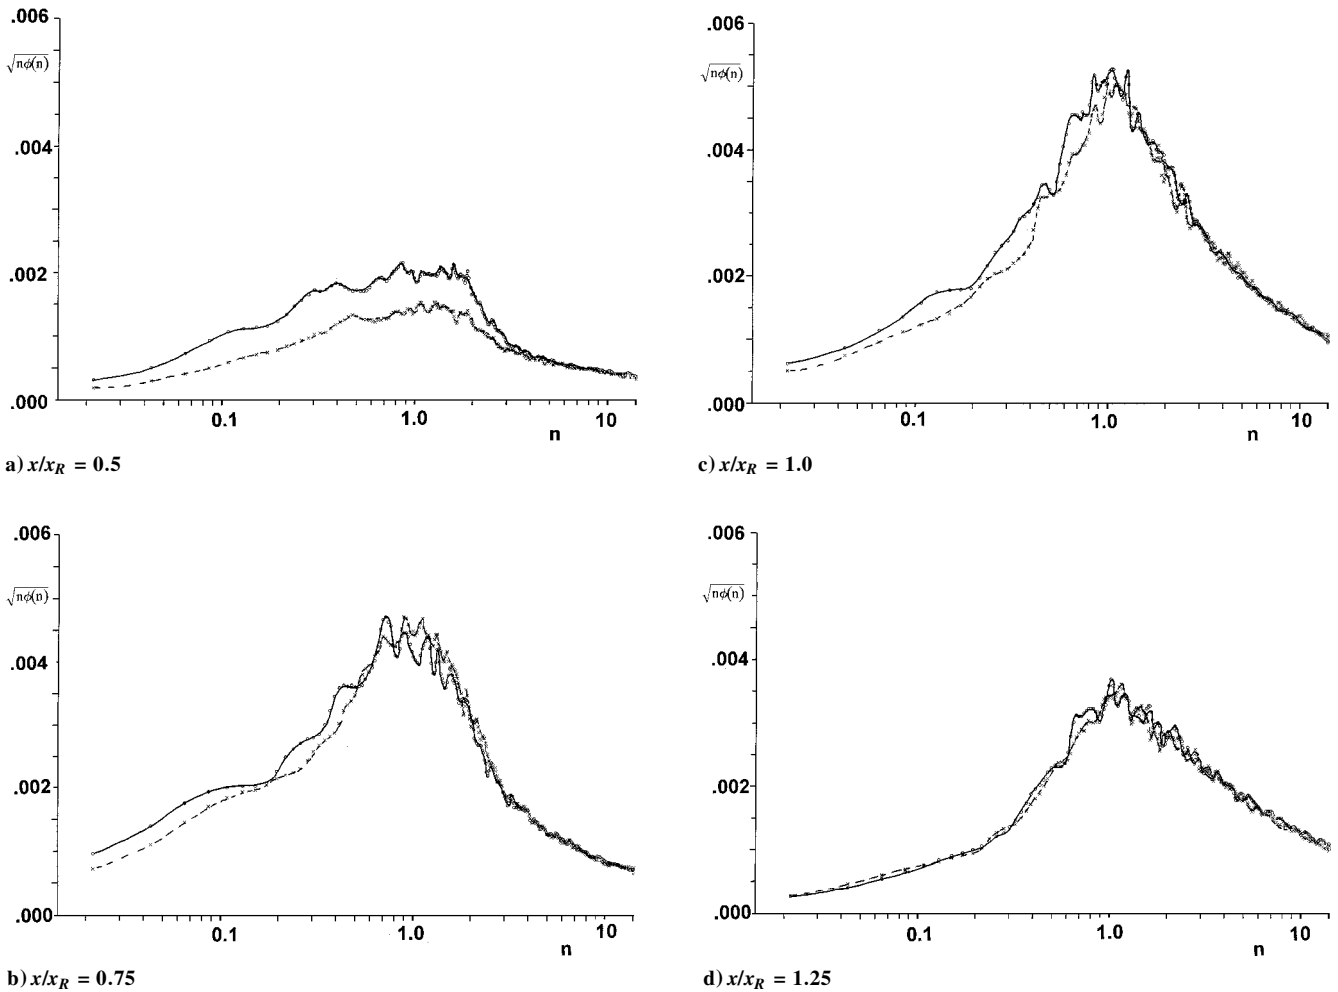 .006
√nφ(n)
.004
.002
.000
0.1
1.0
10
n
a) x/x_R = 0.5
.006
√nφ(n)
.004
.002
.000
0.1
1.0
10
n
b) x/x_R = 0.75
.006
√nφ(n)
.004
.002
.000
0.1
1.0
10
n
c) x/x_R = 1.0
.006
√nφ(n)
.004
.002
.000
0.1
1.0
10
n
d) x/x_R = 1.25